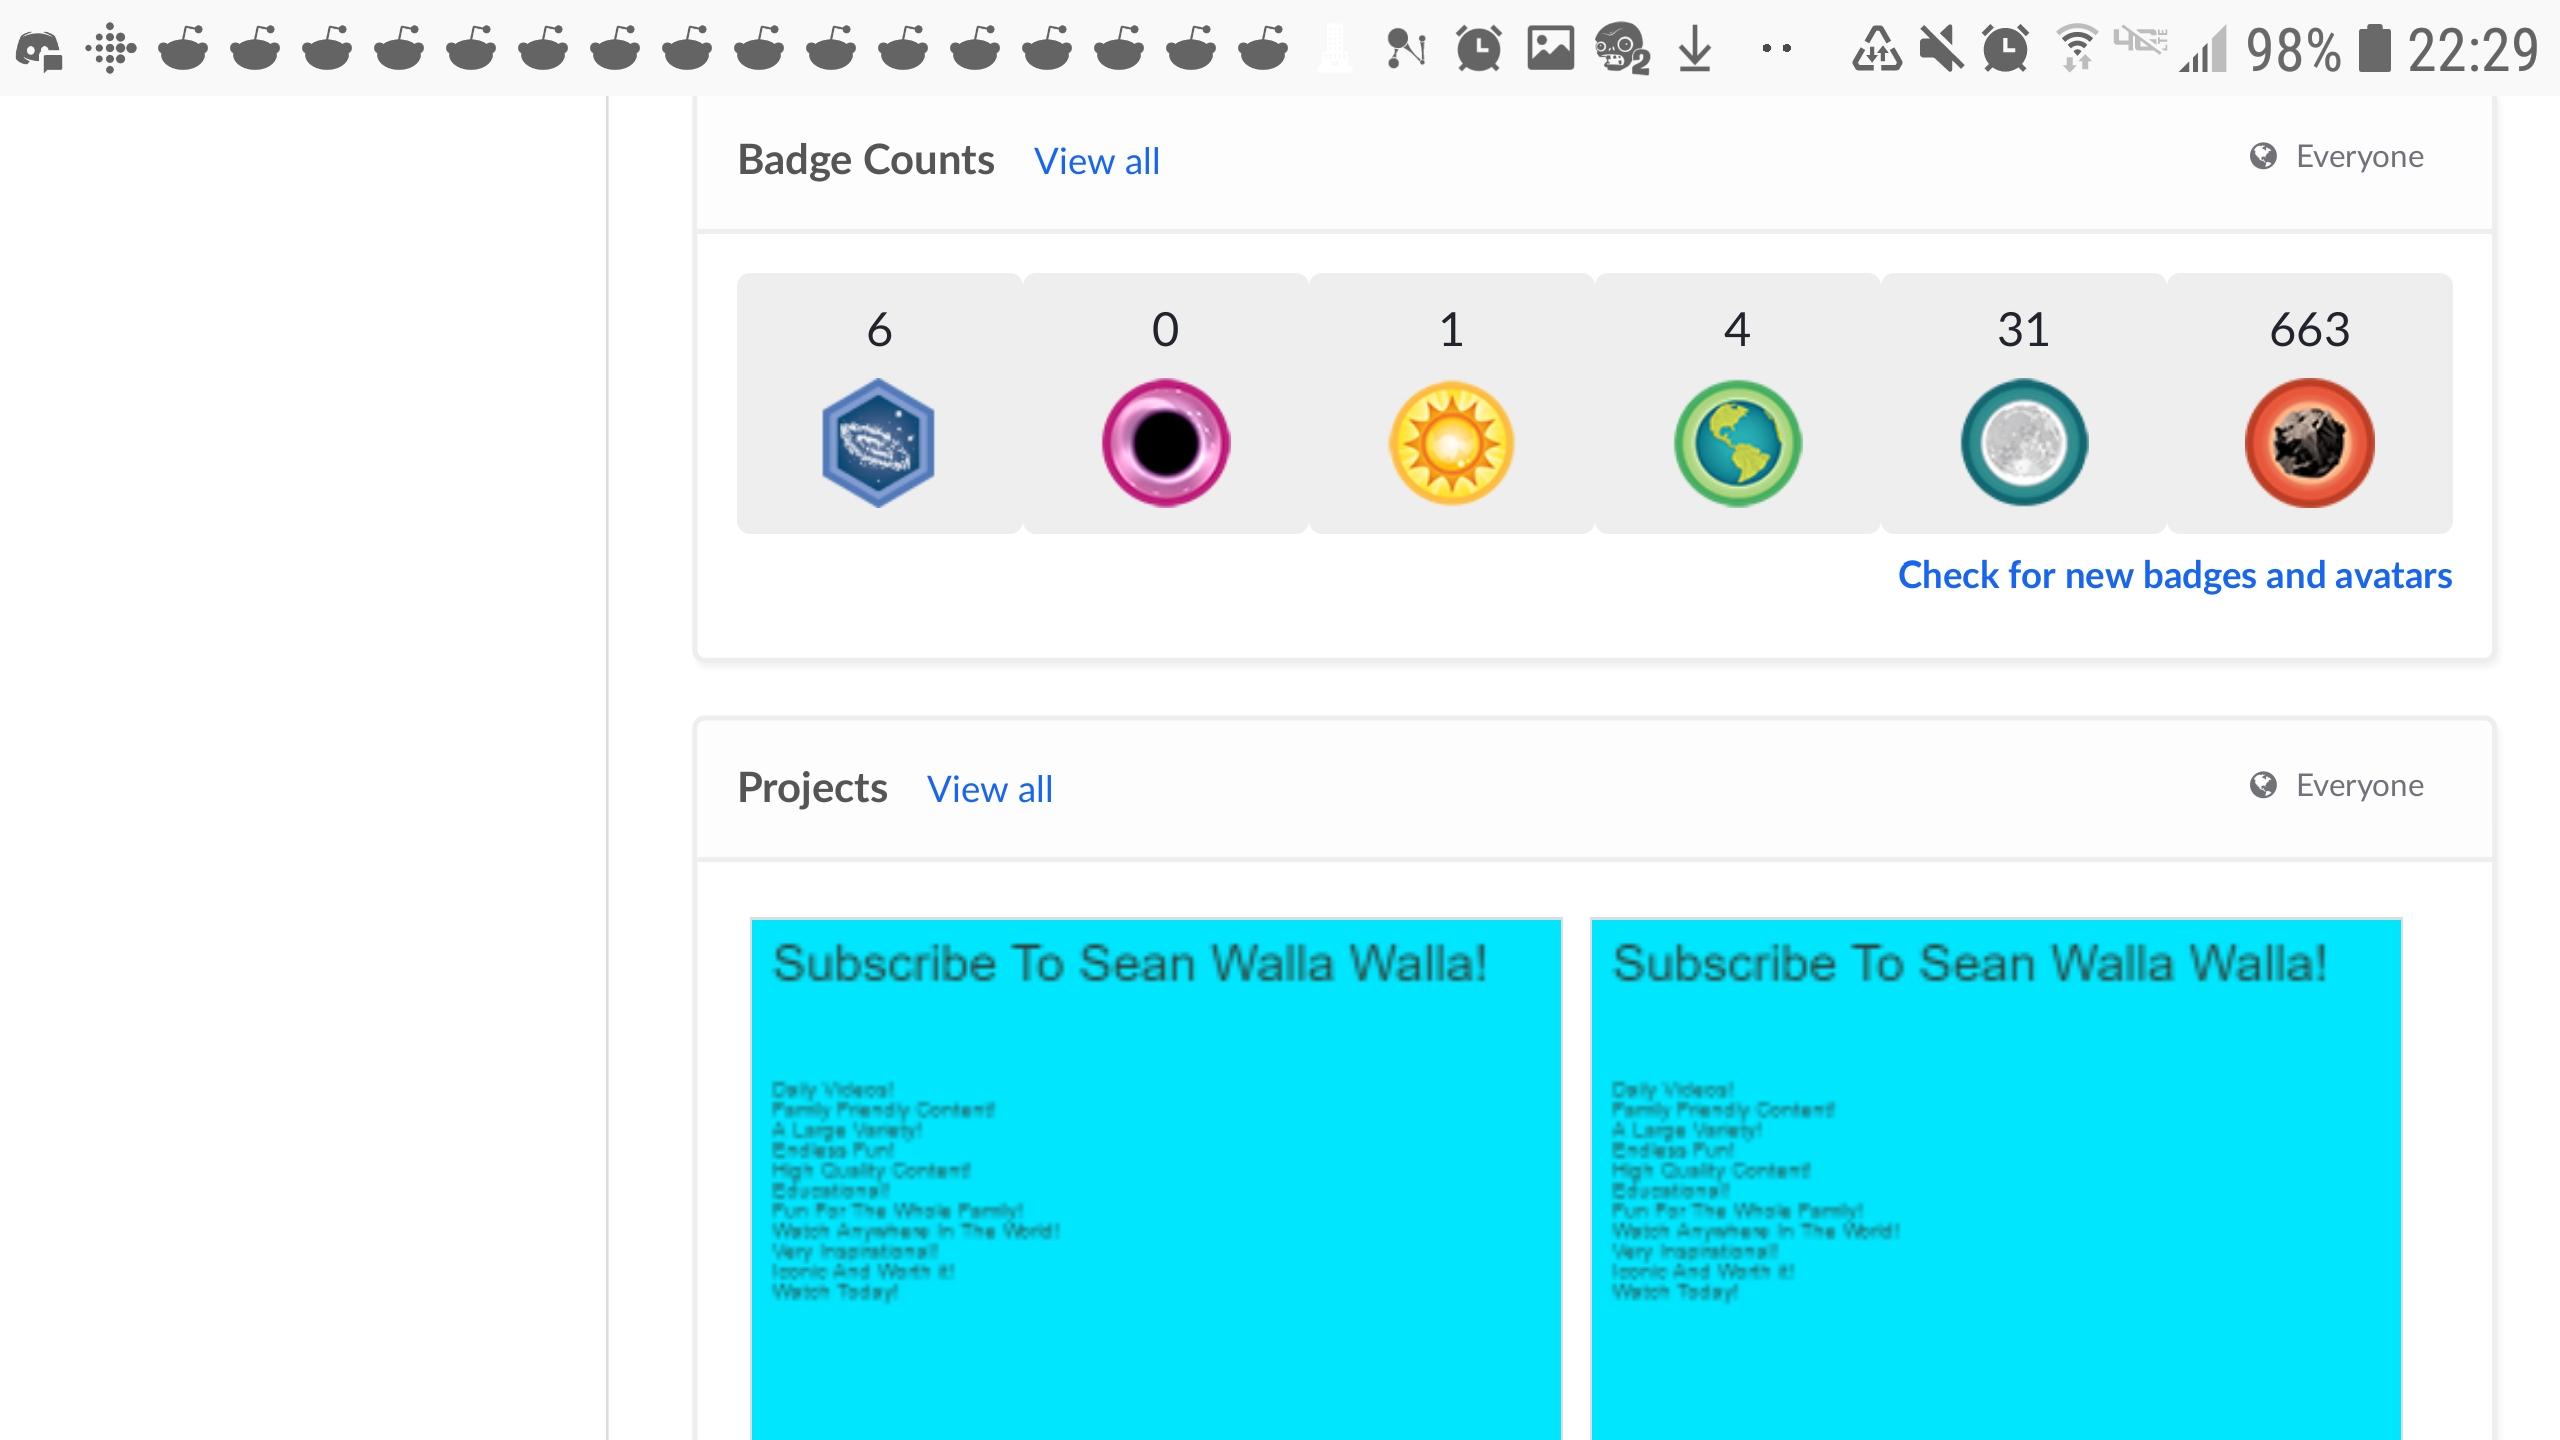 98% 22:29
Badge Counts View all Everyone
6 0 1 4 31 663
Check for new badges and avatars
Projects View all Everyone
Subscribe To Sean Walla Walla! Subscribe To Sean Walla Walla!
Daily Videos! Daily Videos!
Family Friendly Content! Family Friendly Content!
A Large Variety! A Large Variety!
Endless Fun! Endless Fun!
High Quality Content! High Quality Content!
Educational! Educational!
Fun For The Whole Family! Fun For The Whole Family!
Watch Anywhere In The World! Watch Anywhere In The World!
Very Inspirational! Very Inspirational!
Iconic And Worth it! Iconic And Worth it!
Watch Today! Watch Today!